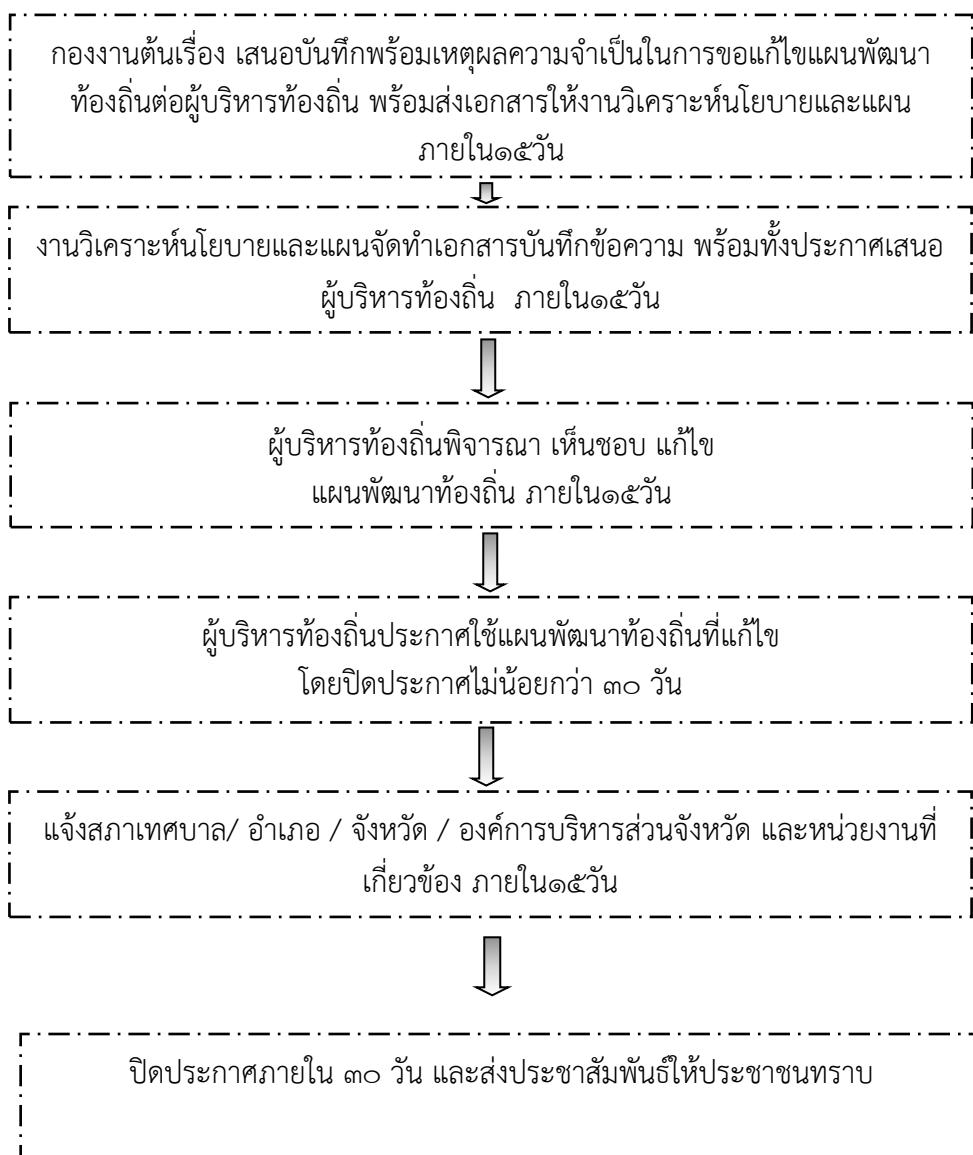 กองงานต้นเรื่อง เสนอบันทึกพร้อมเหตุผลความจำเป็นในการขอแก้ไขแผนพัฒนา
ท้องถิ่นต่อผู้บริหารท้องถิ่น พร้อมส่งเอกสารให้งานวิเคราะห์นโยบายและแผน
ภายใน๑๕วัน
งานวิเคราะห์นโยบายและแผนจัดทำเอกสารบันทึกข้อความ พร้อมทั้งประกาศเสนอ
ผู้บริหารท้องถิ่น ภายใน๑๕วัน
ผู้บริหารท้องถิ่นพิจารณา เห็นชอบ แก้ไข
แผนพัฒนาท้องถิ่น ภายใน๑๕วัน
ผู้บริหารท้องถิ่นประกาศใช้แผนพัฒนาท้องถิ่นที่แก้ไข
โดยปิดประกาศไม่น้อยกว่า ๓๐ วัน
แจ้งสภาเทศบาล/ อำเภอ / จังหวัด / องค์การบริหารส่วนจังหวัด และหน่วยงานที่
เกี่ยวข้อง ภายใน๑๕วัน
ปิดประกาศภายใน ๓๐ วัน และส่งประชาสัมพันธ์ให้ประชาชนทราบ